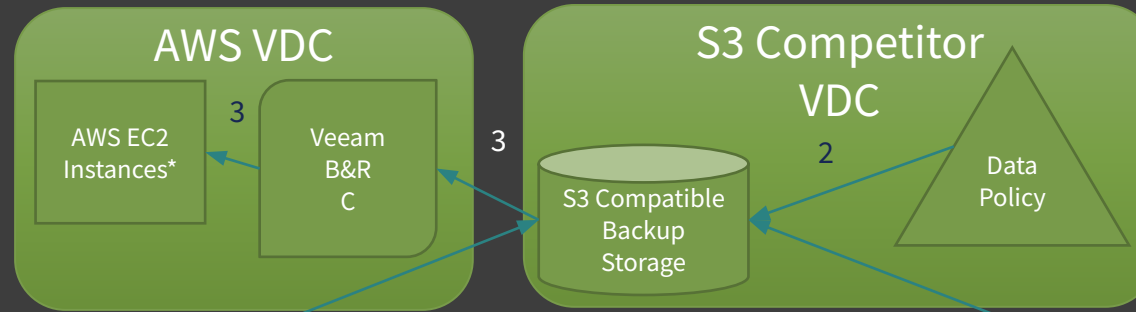 AWS VDC
AWS EC2
Instances*
3
Veeam
B&R
C
3
S3 Competitor
VDC
2
S3 Compatible
Backup
Storage
Data
Policy